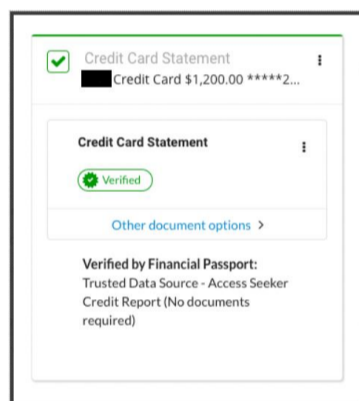 Credit Card Statement
Credit Card $1,200.00 *****2...
Credit Card Statement
Verified
Other document options >
Verified by Financial Passport:
Trusted Data Source - Access Seeker
Credit Report (No documents
required)